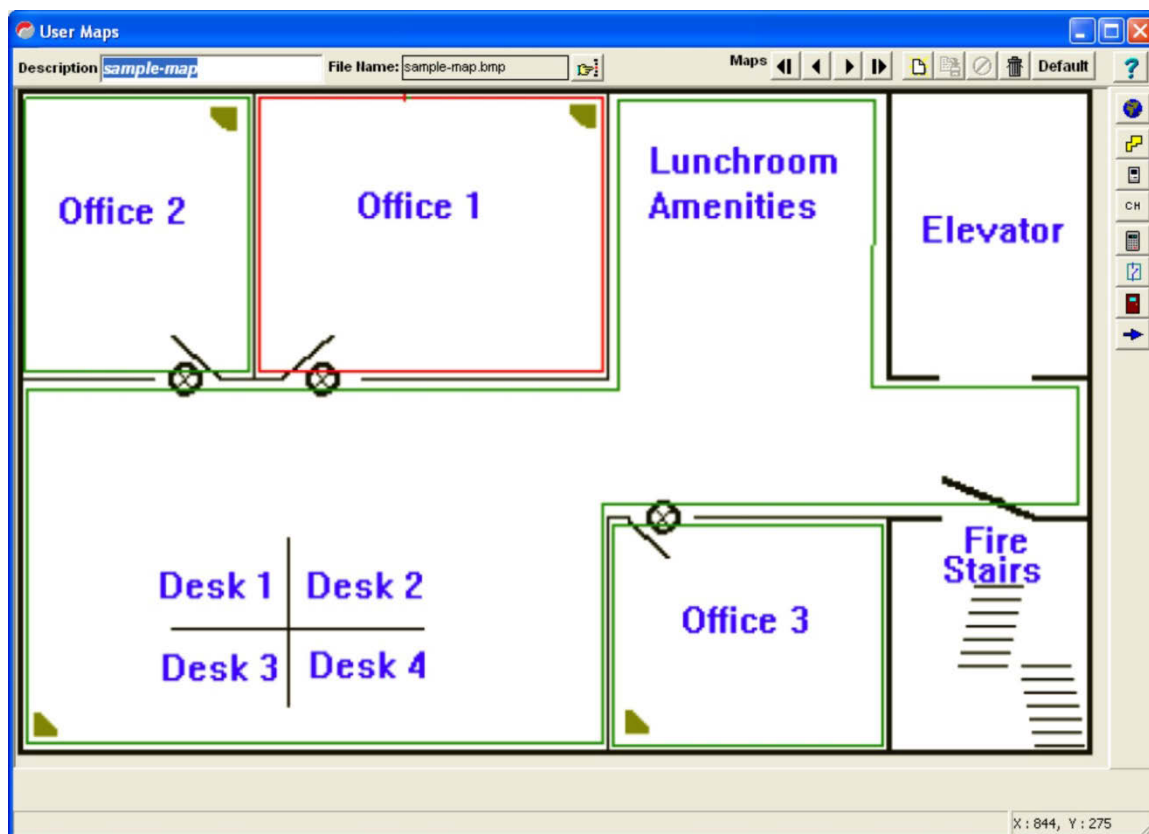 User Maps
Description sample-map File Name: sample-map.bmp Maps Default ?
CH
Office 2
Office 1
Lunchroom
Amenities
Elevator
Desk 1 Desk 2
Desk 3 Desk 4
Office 3
Fire
Stairs
X : 844, Y : 275